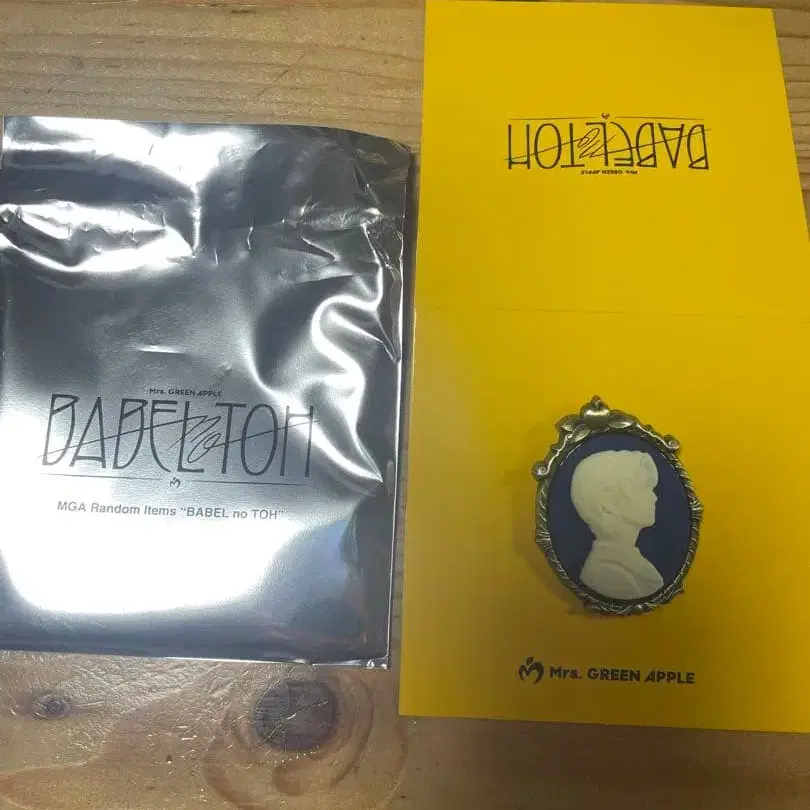 Mrs. GREEN APPLE
BABEL no TOH
MGA Random Items "BABEL no TOH"
BABEL no TOH
Mrs. GREEN APPLE
Mrs. GREEN APPLE